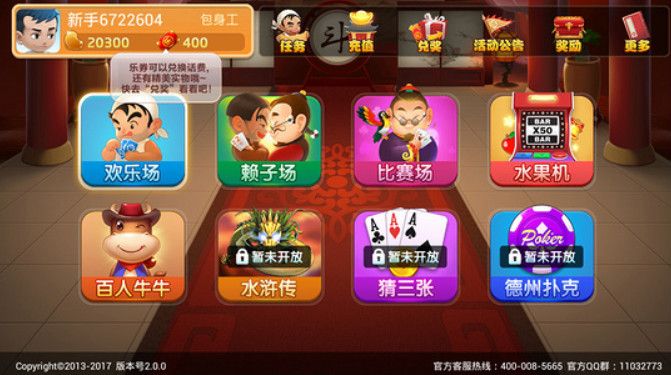 新手6722604 包身工
20300 400
任务 充值 兑奖 活动公告 奖励 更多
乐券可以兑换话费，
还有精美实物哦~
快去“兑奖”看看吧！
斗
欢乐场 赖子场 比赛场 水果机
BAR
X50
BAR
百人牛牛 水浒传 猜三张 德州扑克
A A A
Poker
暂未开放 暂未开放 暂未开放
Copyright©2013-2017 版本号2.0.0
官方客服热线：400-008-5665 官方QQ群：11032773